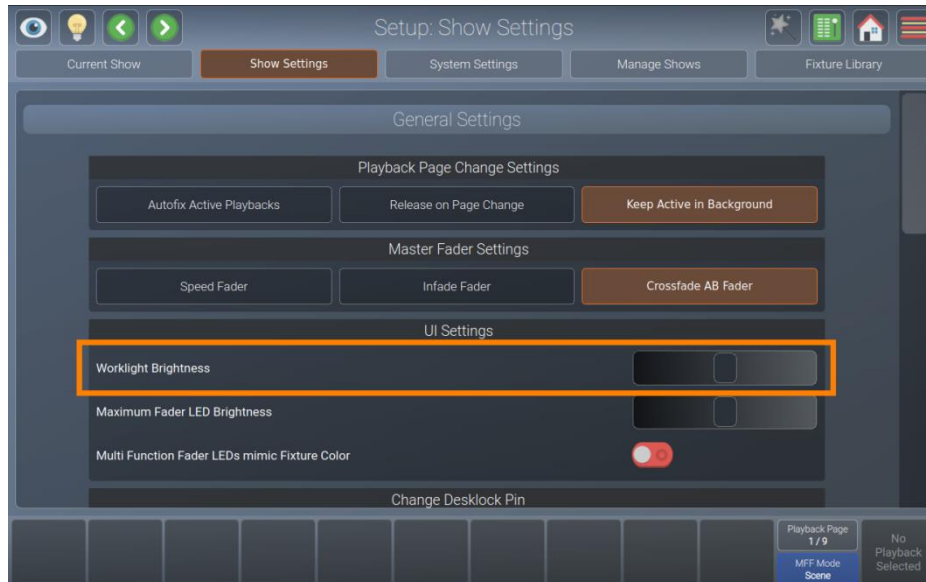 Setup: Show Settings
Current Show
Show Settings
System Settings
Manage Shows
Fixture Library
General Settings
Playback Page Change Settings
Autofix Active Playbacks
Release on Page Change
Keep Active in Background
Master Fader Settings
Speed Fader
Infade Fader
Crossfade AB Fader
UI Settings
Worklight Brightness
Maximum Fader LED Brightness
Multi Function Fader LEDs mimic Fixture Color
Change Desklock Pin
Playback Page
1 / 9
MFF Mode
Scene
No
Playback
Selected